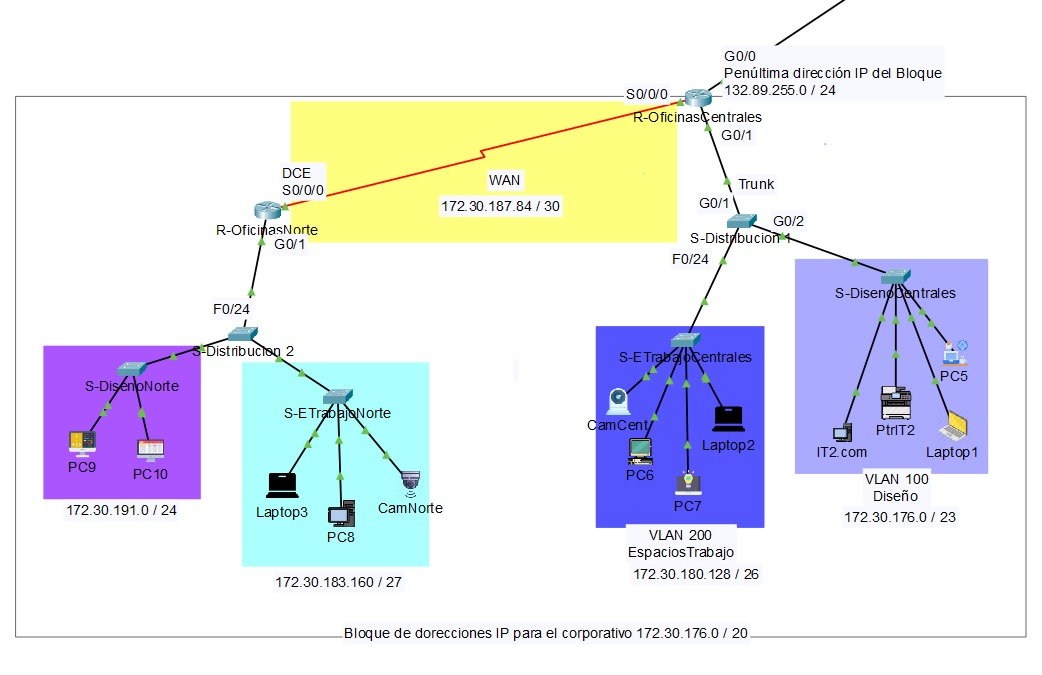 G0/0
Penúltima dirección IP del Bloque
132.89.255.0 / 24
S0/0/0
R-OficinasCentrales
G0/1
DCE
S0/0/0
WAN
172.30.187.84 / 30
Trunk
G0/1
G0/2
R-OficinasNorte
G0/1
S-Distribucion 1
F0/24
S-DisenoCentrales
F0/24
S-Distribucion 2
S-ETrabajoCentrales
S-DisenoNorte
PC5
S-ETrabajoNorte
CamCent
Laptop2
PtrIT2
IT2.com
Laptop1
PC9
PC10
PC6
VLAN 100
Diseño
172.30.176.0 / 23
172.30.191.0 / 24
Laptop3
CamNorte
PC7
PC8
VLAN 200
EspaciosTrabajo
172.30.180.128 / 26
172.30.183.160 / 27
Bloque de dorecciones IP para el corporativo 172.30.176.0 / 20